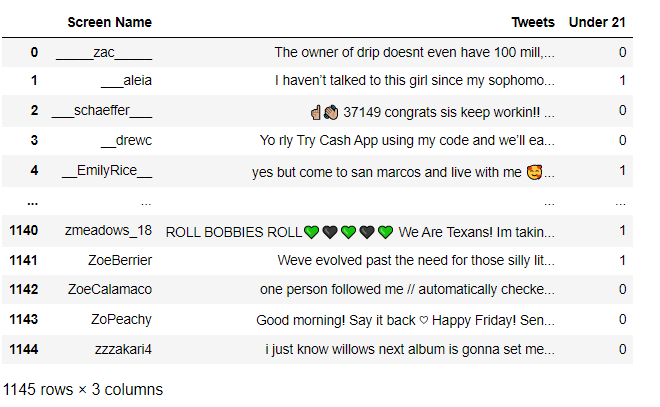 Screen Name Tweets Under 21
0 _____zac_____ The owner of drip doesnt even have 100 mill,... 0
1 ___aleia I haven’t talked to this girl since my sophomo... 1
2 ___schaeffer___ ☝🏽👏🏽 37149 congrats sis keep workin!! ... 0
3 __drewc Yo rly Try Cash App using my code and we’ll ea... 0
4 __EmilyRice__ yes but come to san marcos and live with me 🥰... 1
... ... ... ...
1140 zmeadows_18 ROLL BOBBIES ROLL💚🖤💚🖤💚 We Are Texans! Im takin... 1
1141 ZoeBerrier Weve evolved past the need for those silly lit... 1
1142 ZoeCalamaco one person followed me // automatically checke... 0
1143 ZoPeachy Good morning! Say it back ♡ Happy Friday! Sen... 0
1144 zzzakari4 i just know willows next album is gonna set me... 0
1145 rows × 3 columns